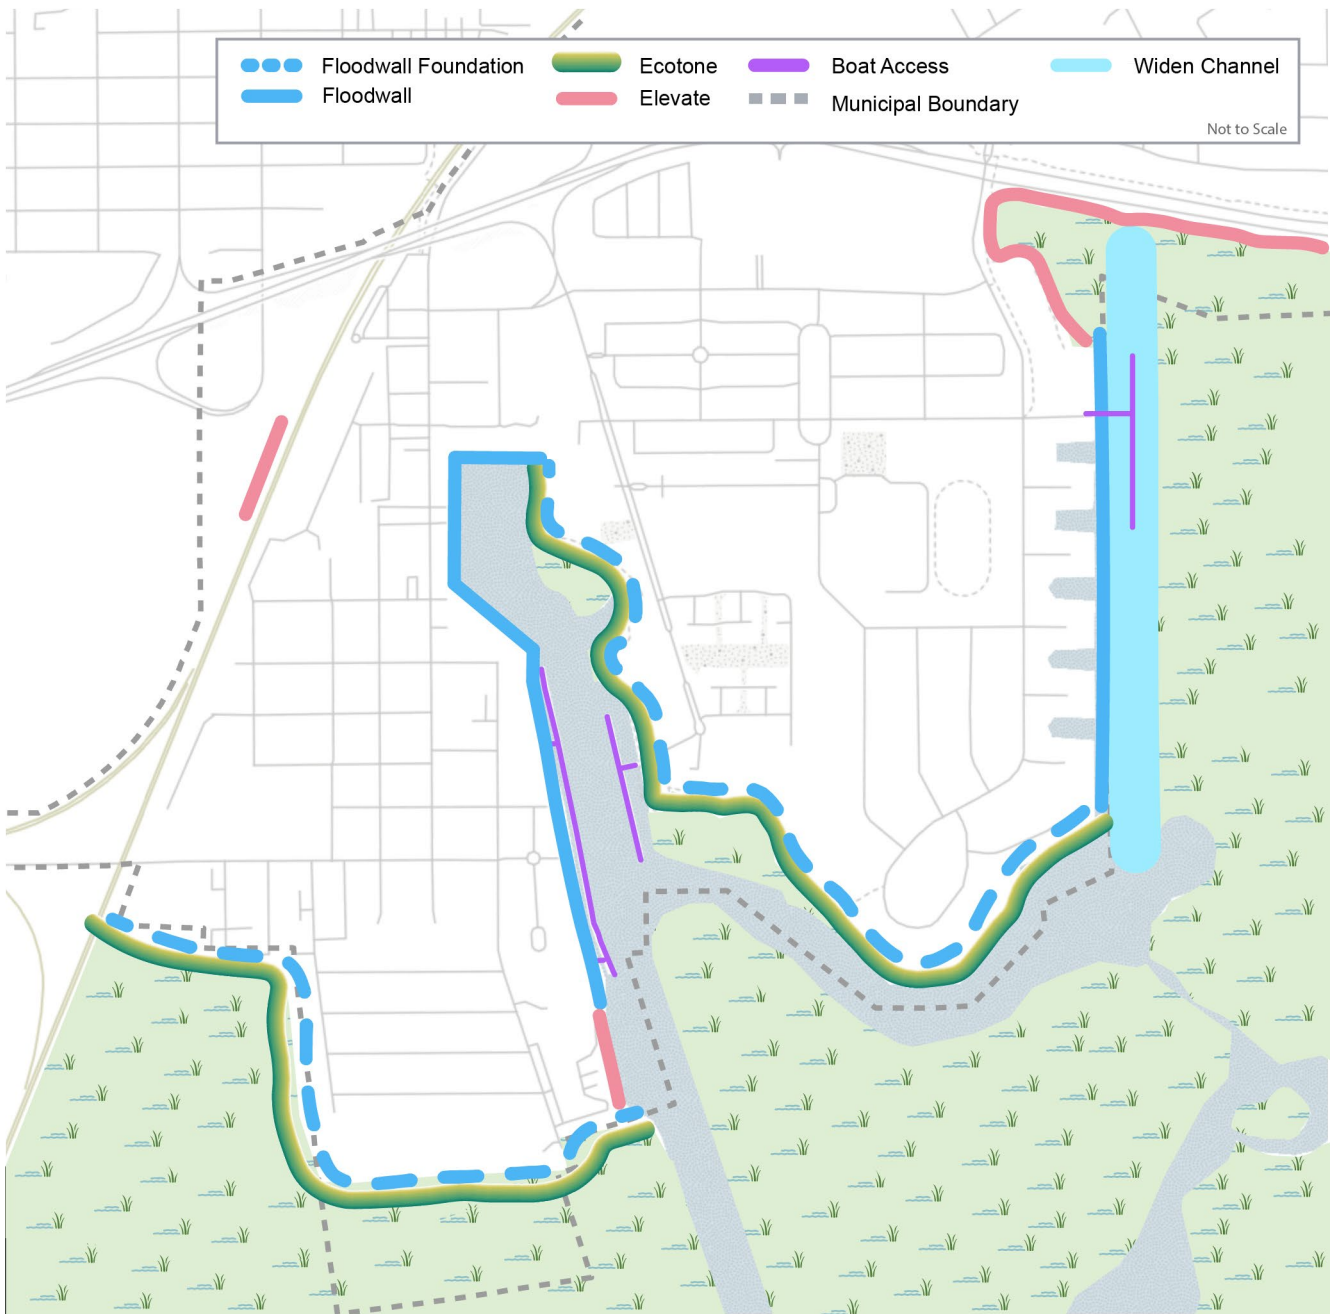 Floodwall Foundation
Ecotone
Boat Access
Widen Channel
Floodwall
Elevate
Municipal Boundary
Not to Scale